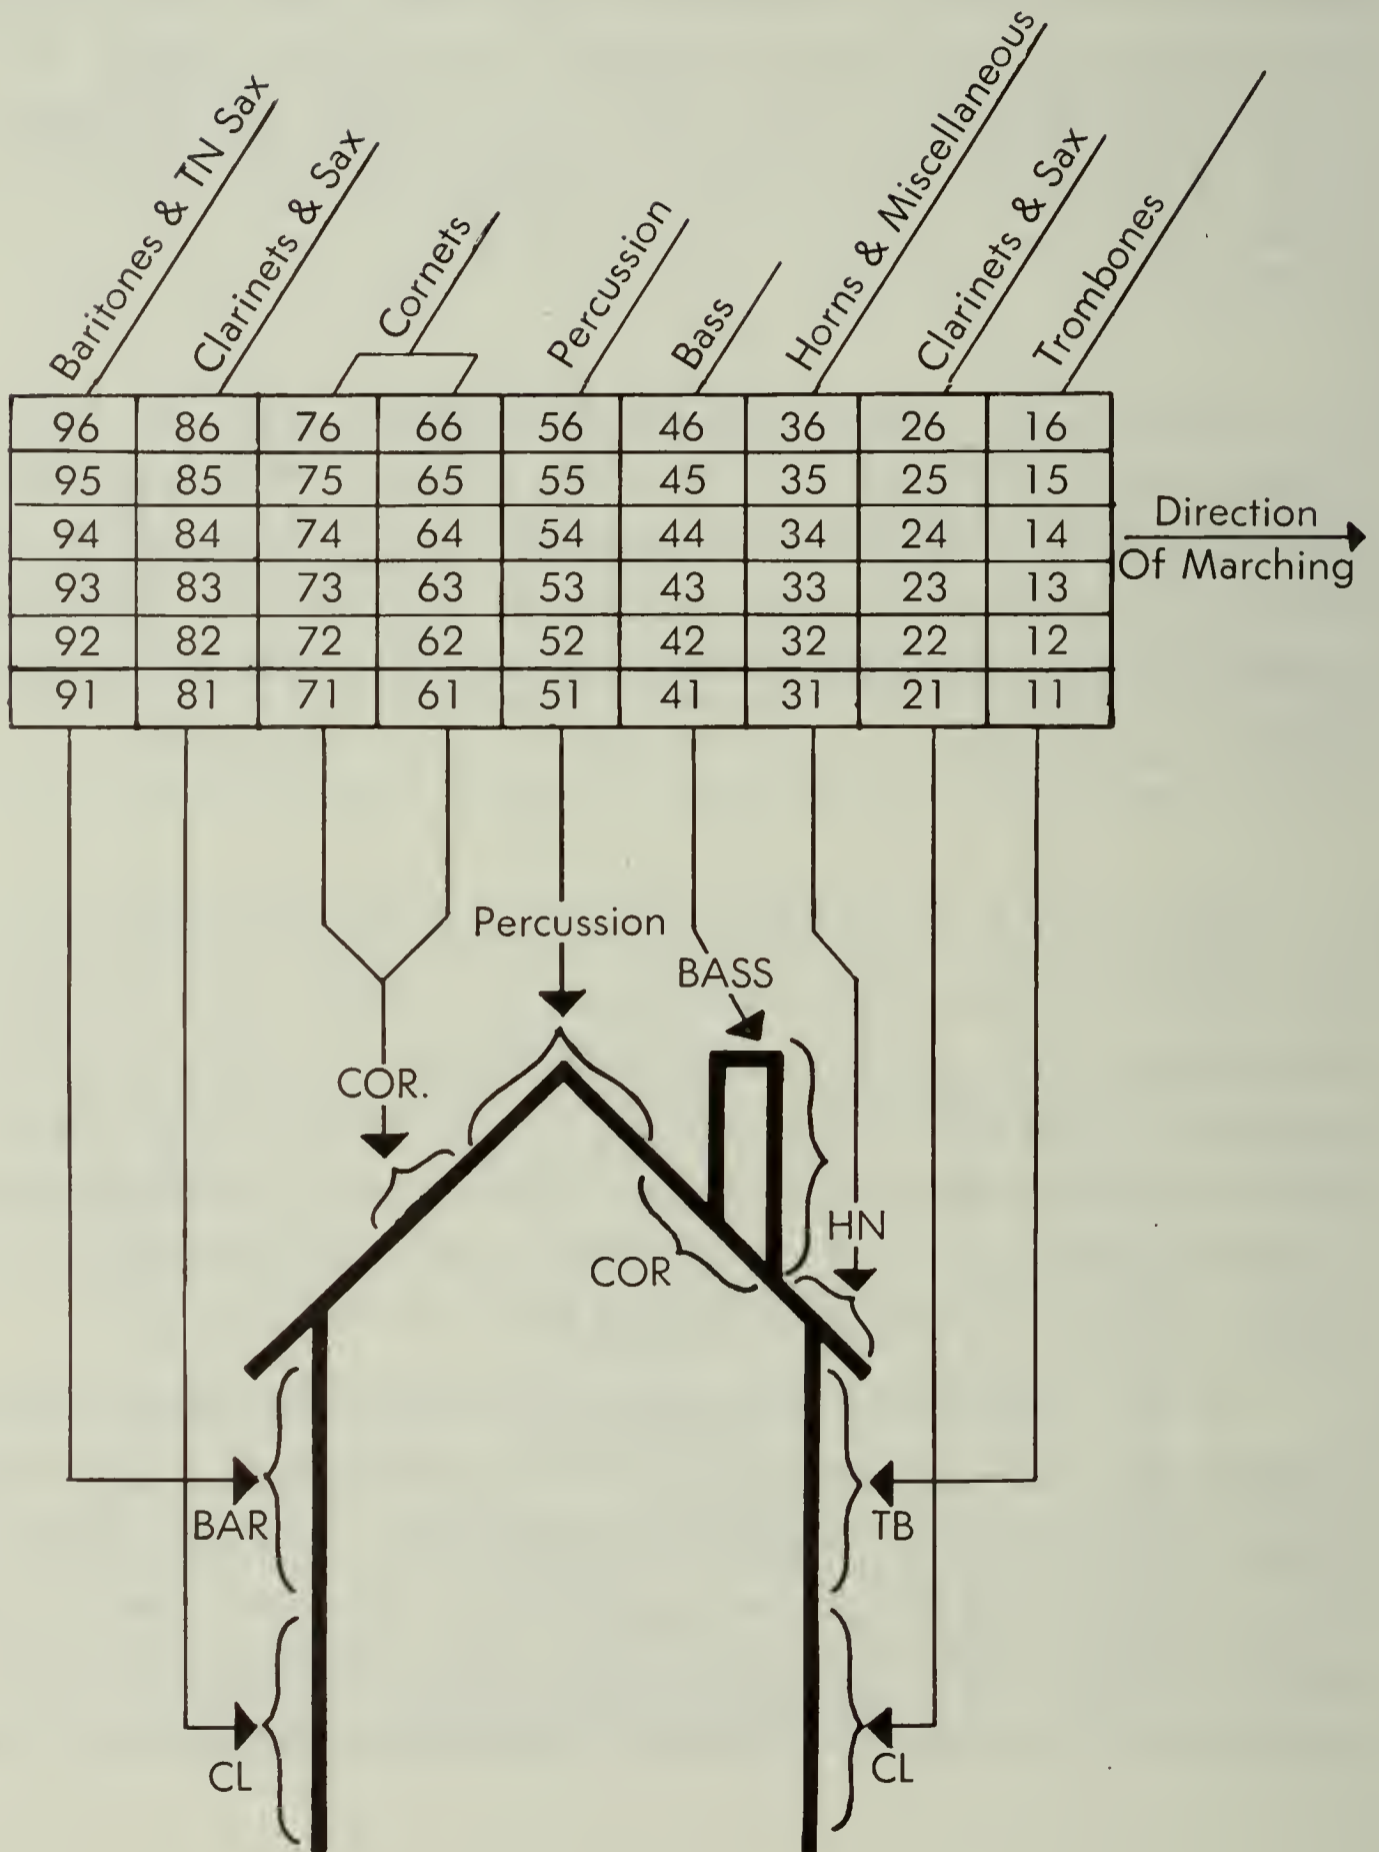 Baritones & TN Sax
Clarinets & Sax
Cornets
Percussion
Bass
Horns & Miscellaneous
Clarinets & Sax
Trombones
96 86 76 66 56 46 36 26 16
95 85 75 65 55 45 35 25 15
94 84 74 64 54 44 34 24 14
93 83 73 63 53 43 33 23 13
92 82 72 62 52 42 32 22 12
91 81 71 61 51 41 31 21 11
Direction
Of Marching
Percussion
BASS
COR.
HN
COR
BAR
TB
CL
CL